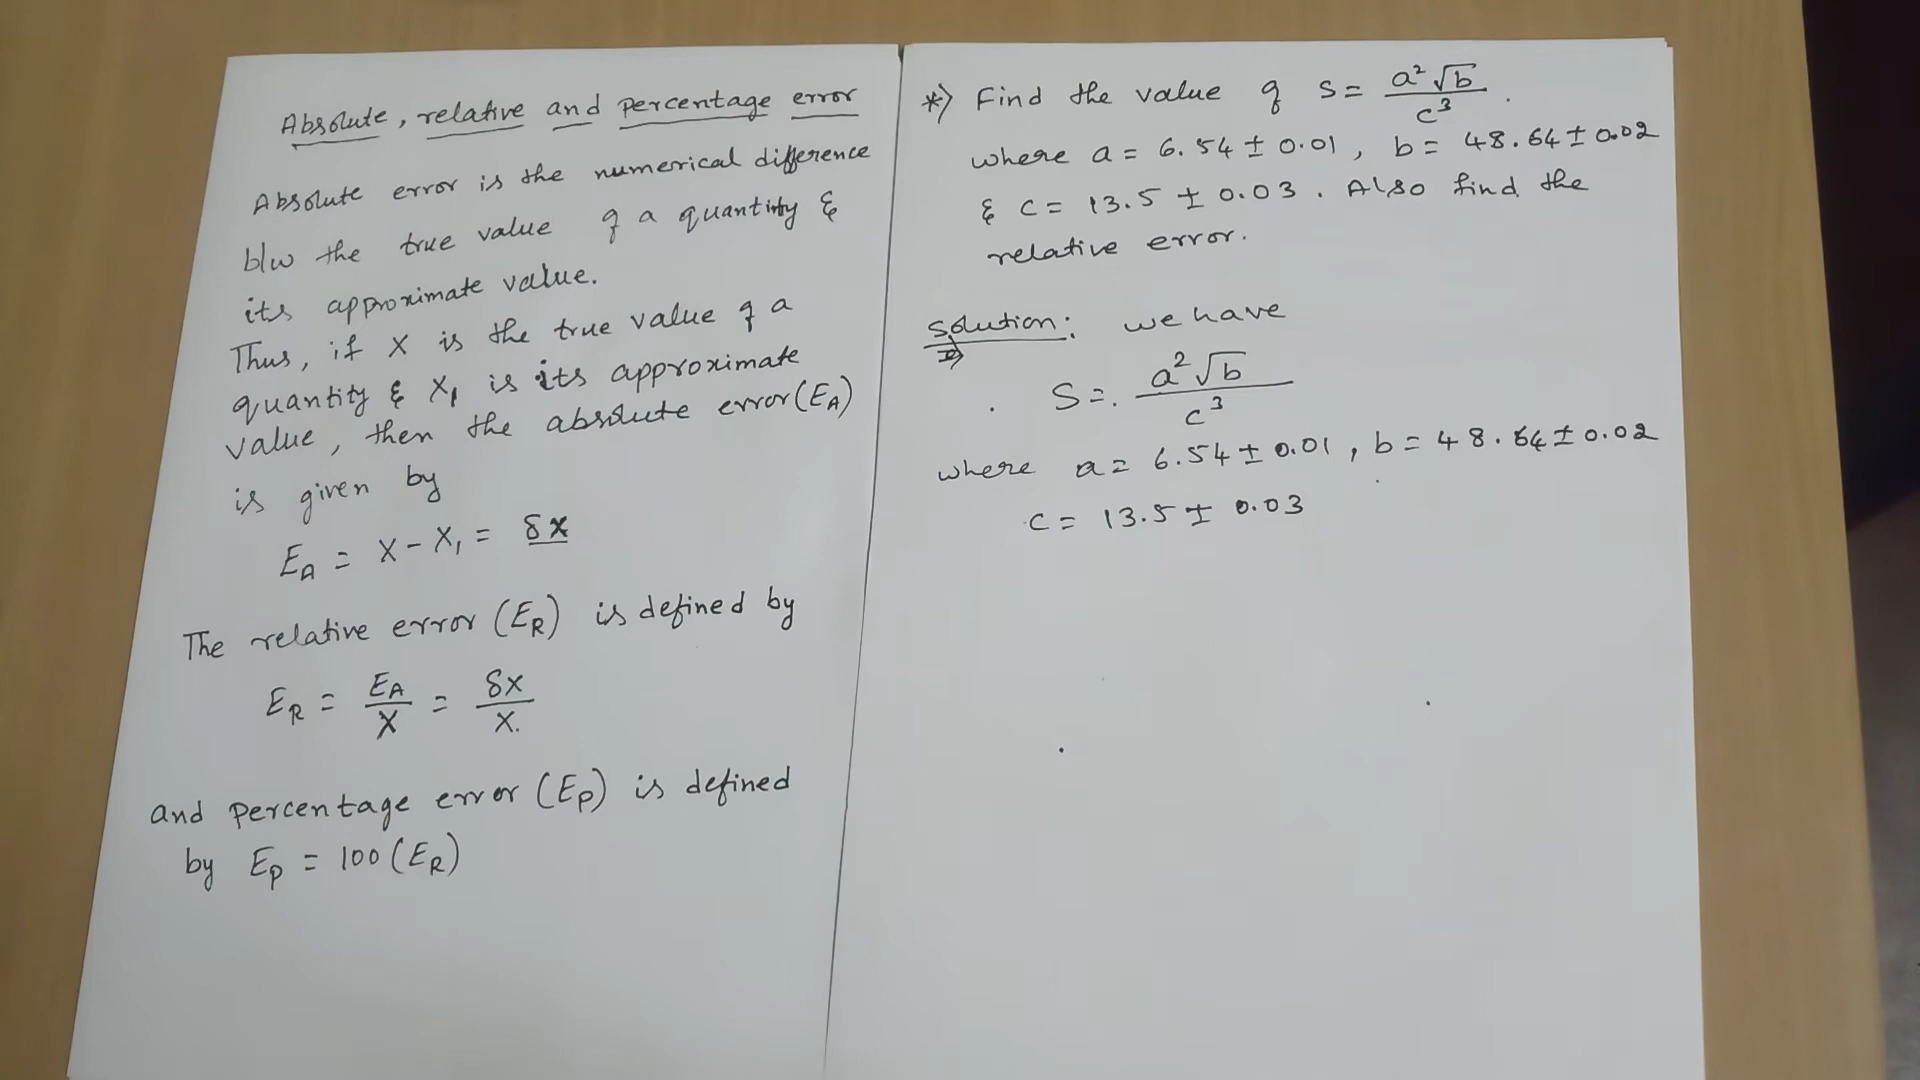 Absolute, relative and percentage error
Absolute error is the numerical difference
b/w the true value of a quantity &
its approximate value.
Thus, if X is the true value of a
quantity & X₁ is its approximate
value, then the absolute error (E_A)
is given by
E_A = X - X₁ = δx
The relative error (E_R) is defined by
E_R = E_A/X = δx/X.
and percentage error (E_P) is defined
by E_P = 100 (E_R)
*) Find the value of S = a²√b/c³.
where a = 6.54 ± 0.01, b = 48.64 ± 0.02
& c = 13.5 ± 0.03. Also find the
relative error.
Solution: we have
S = a²√b/c³
where a = 6.54 ± 0.01, b = 48.64 ± 0.02
c = 13.5 ± 0.03